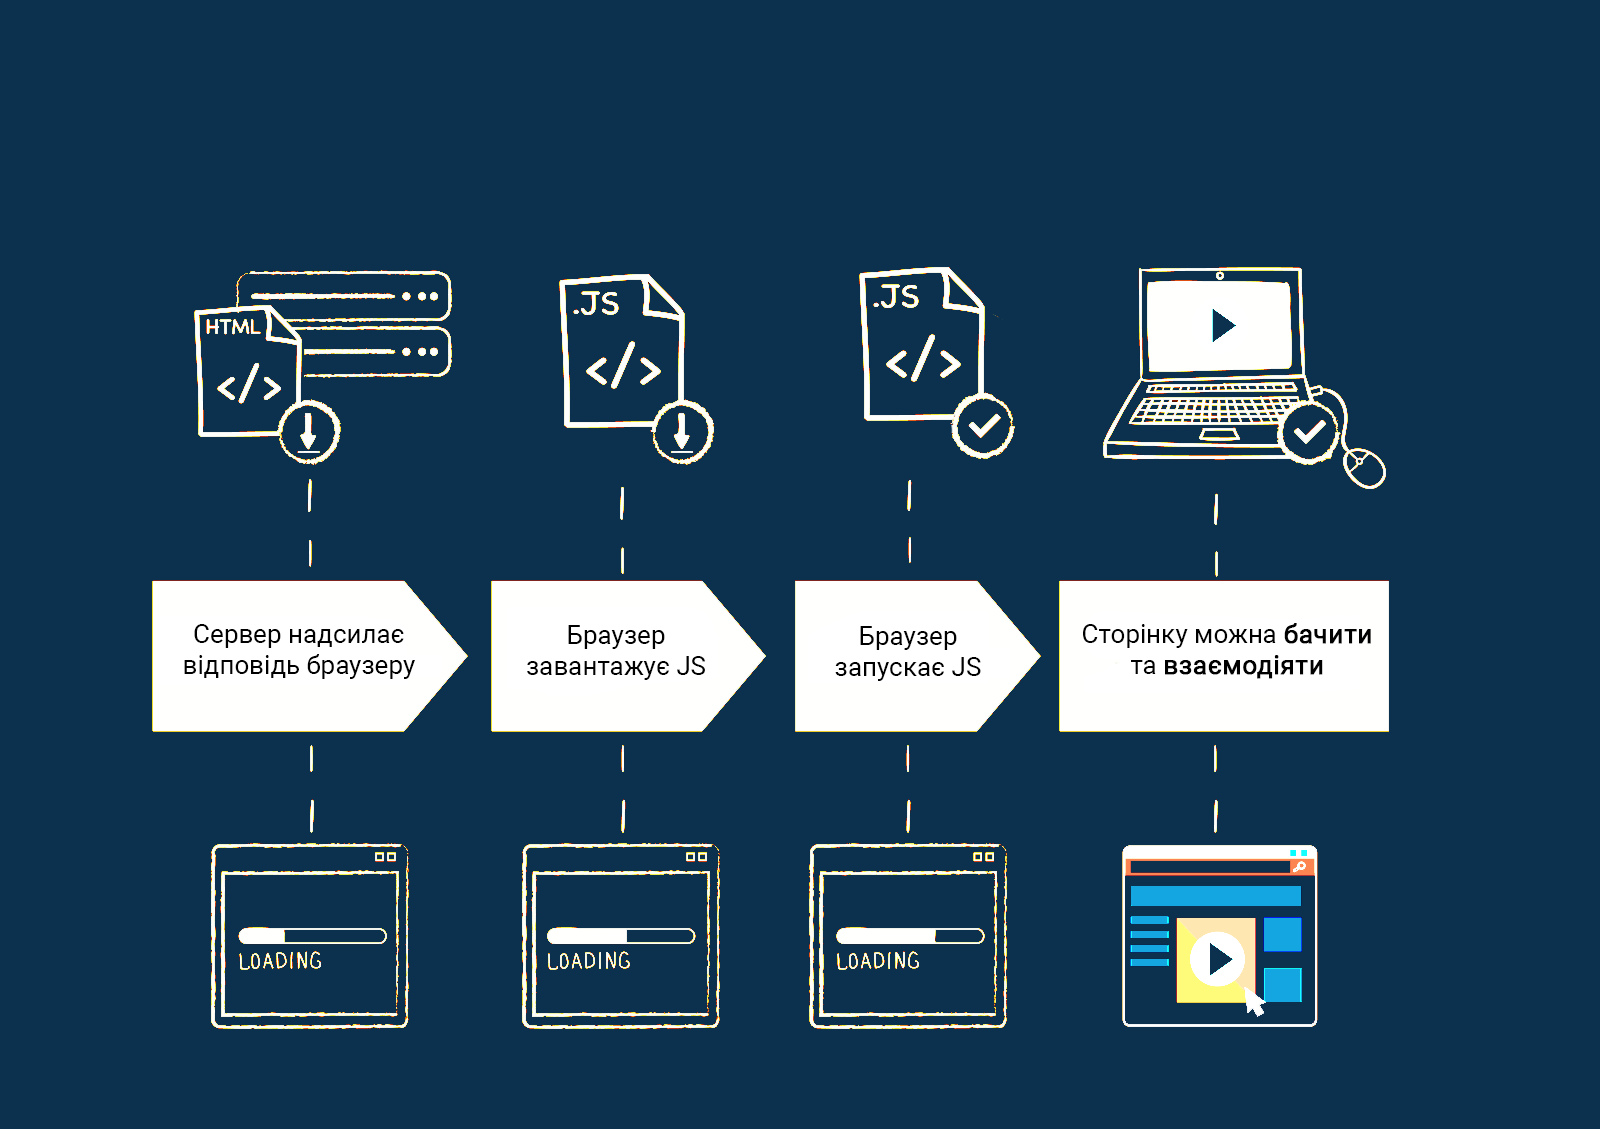 HTML
.JS
.JS
Сервер надсилає
відповідь браузеру
Браузер
завантажує JS
Браузер
запускає JS
Сторінку можна бачити
та взаємодіяти
LOADING
LOADING
LOADING